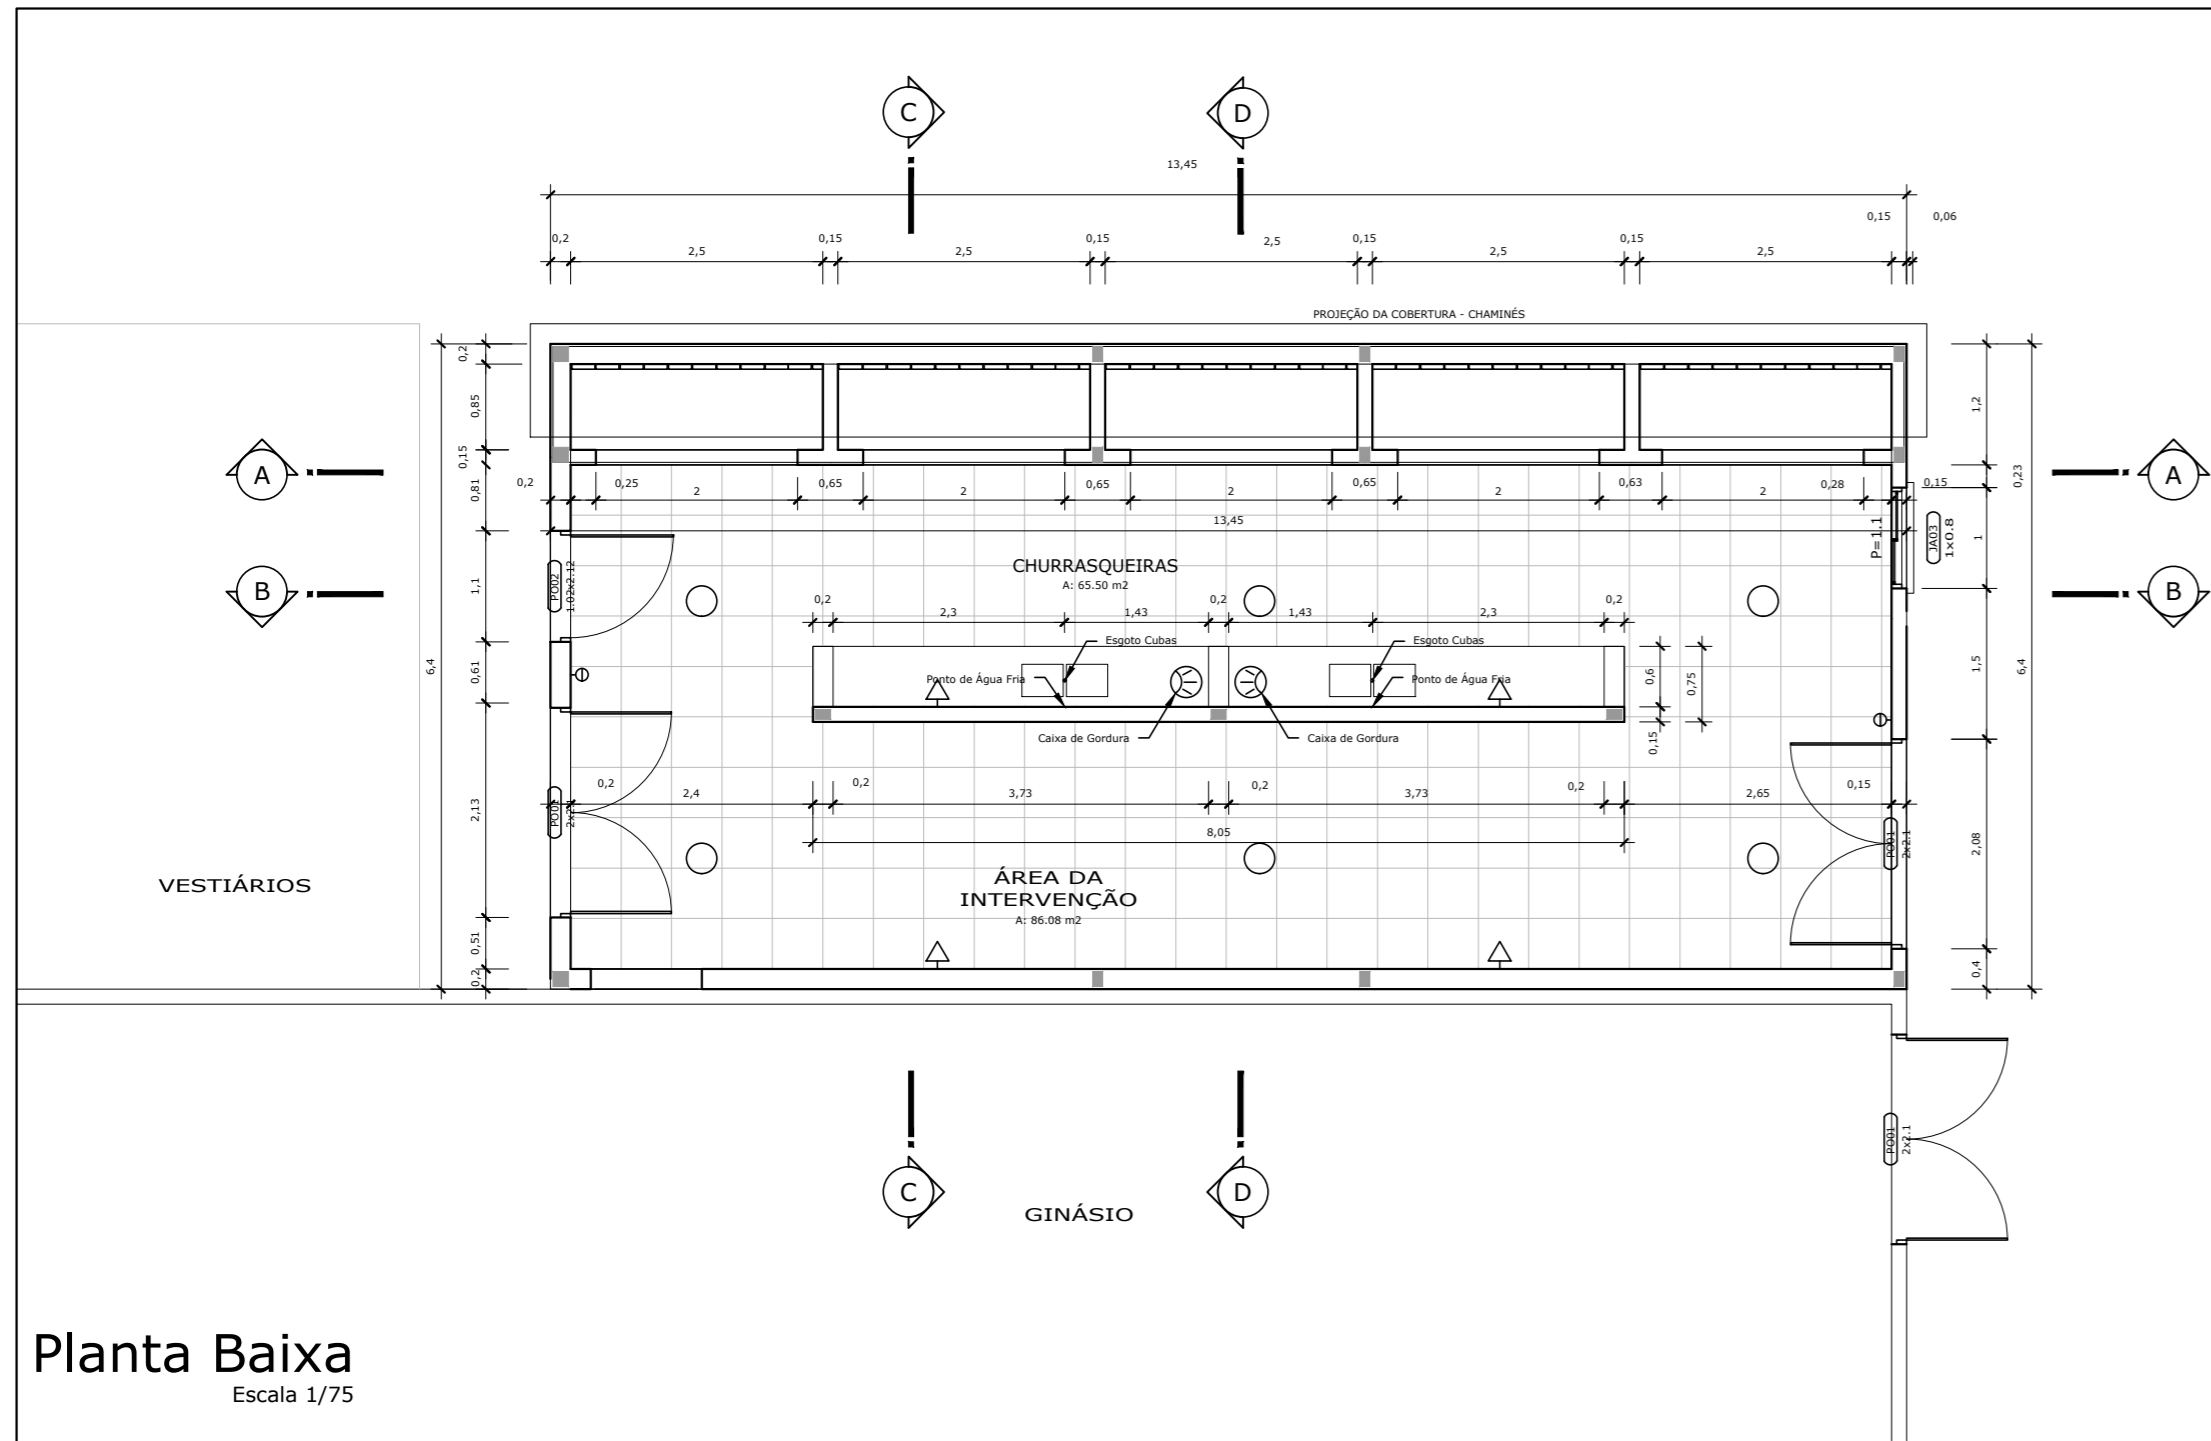 C
D
13,45
0,15
0,06
0,2
2,5
0,15
2,5
0,15
2,5
0,15
2,5
0,15
2,5
PROJEÇÃO DA COBERTURA - CHAMINÉS
0,2
0,85
0,15
0,81
1,1
0,61
2,13
0,51
0,2
6,4
A
B
0,2
0,25
2
0,65
2
0,65
2
0,65
2
0,63
2
0,28
0,15
13,45
1,2
0,23
1
1,5
2,08
0,4
6,4
A
B
P=1.1
JA03
1x0.8
PO02
1.02x2.12
CHURRASQUEIRAS
A: 65.50 m2
0,2
2,3
1,43
0,2
1,43
2,3
0,2
Esgoto Cubas
Esgoto Cubas
Ponto de Água Fria
Ponto de Água Fria
0,6
0,75
0,15
Caixa de Gordura
Caixa de Gordura
PO01
2x2.1
0,2
2,4
0,2
3,73
0,2
3,73
0,2
2,65
0,15
8,05
PO01
2x2.1
VESTIÁRIOS
ÁREA DA
INTERVENÇÃO
A: 86.08 m2
PO01
2x2.1
C
D
GINÁSIO
Planta Baixa
Escala 1/75